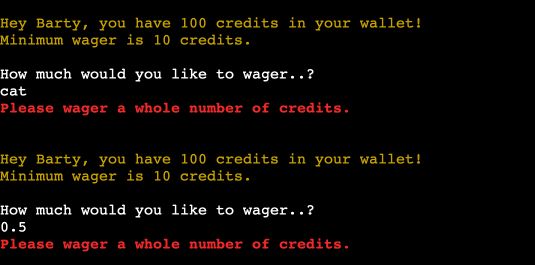 Hey Barty, you have 100 credits in your wallet!
Minimum wager is 10 credits.
How much would you like to wager..?
cat
Please wager a whole number of credits.
Hey Barty, you have 100 credits in your wallet!
Minimum wager is 10 credits.
How much would you like to wager..?
0.5
Please wager a whole number of credits.